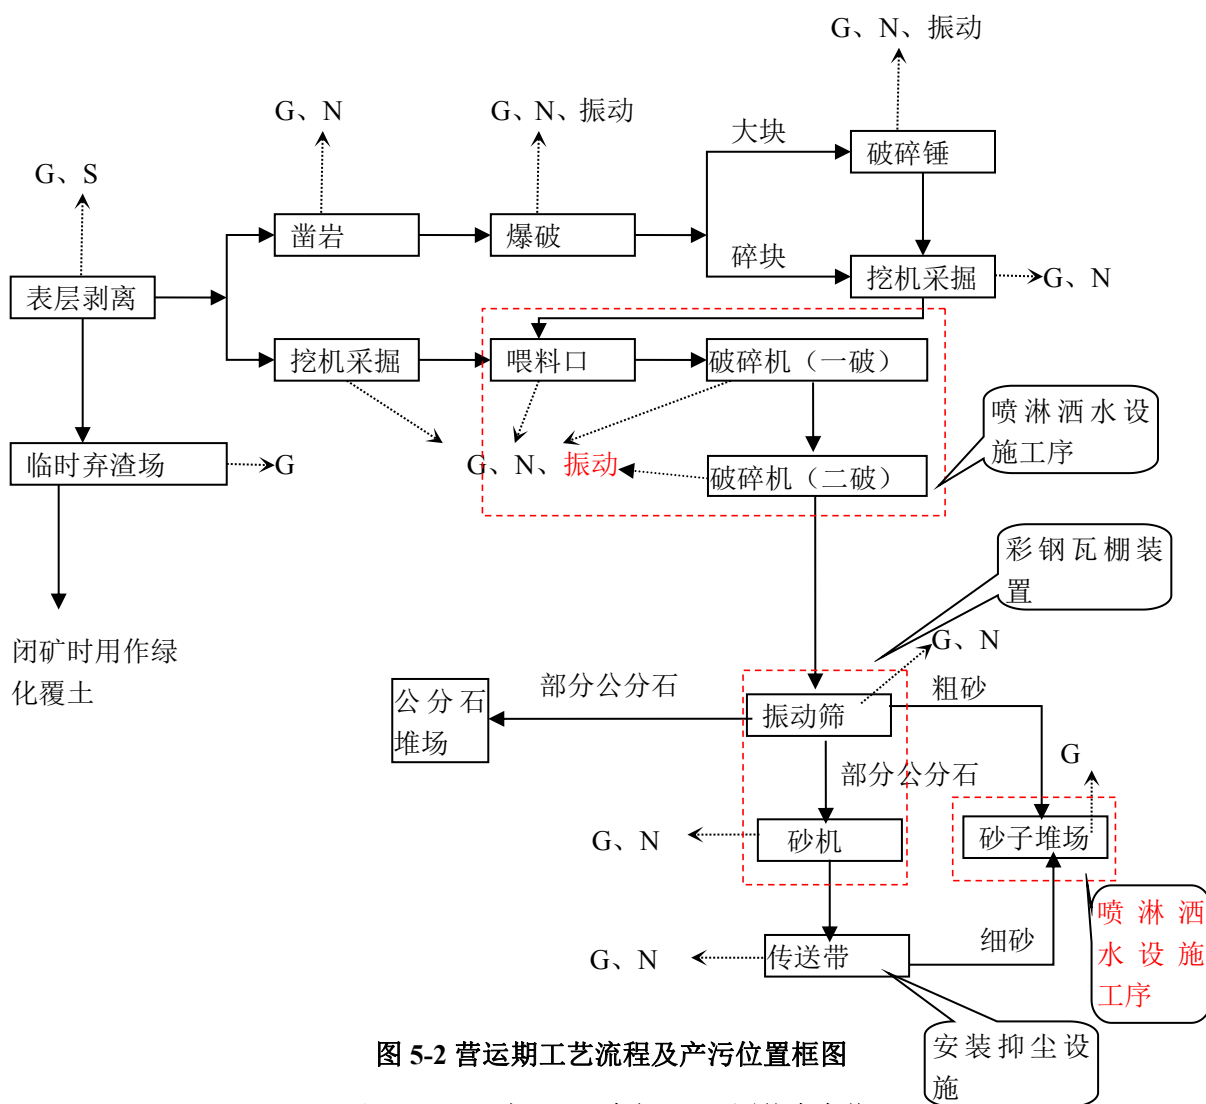 G、N、振动
G、N
G、N、振动
大块
破碎锤
G、S
凿岩
爆破
碎块
挖机采掘
G、N
表层剥离
挖机采掘
喂料口
破碎机（一破）
喷淋洒水设
施工序
临时弃渣场
G
G、N、振动
破碎机（二破）
彩钢瓦棚装
置
闭矿时用作绿
化覆土
G、N
公分石
堆场
部分公分石
振动筛
粗砂
部分公分石
G
G、N
砂机
砂子堆场
喷淋洒
水设施
工序
G、N
传送带
细砂
安装抑尘设
施
图 5-2 营运期工艺流程及产污位置框图